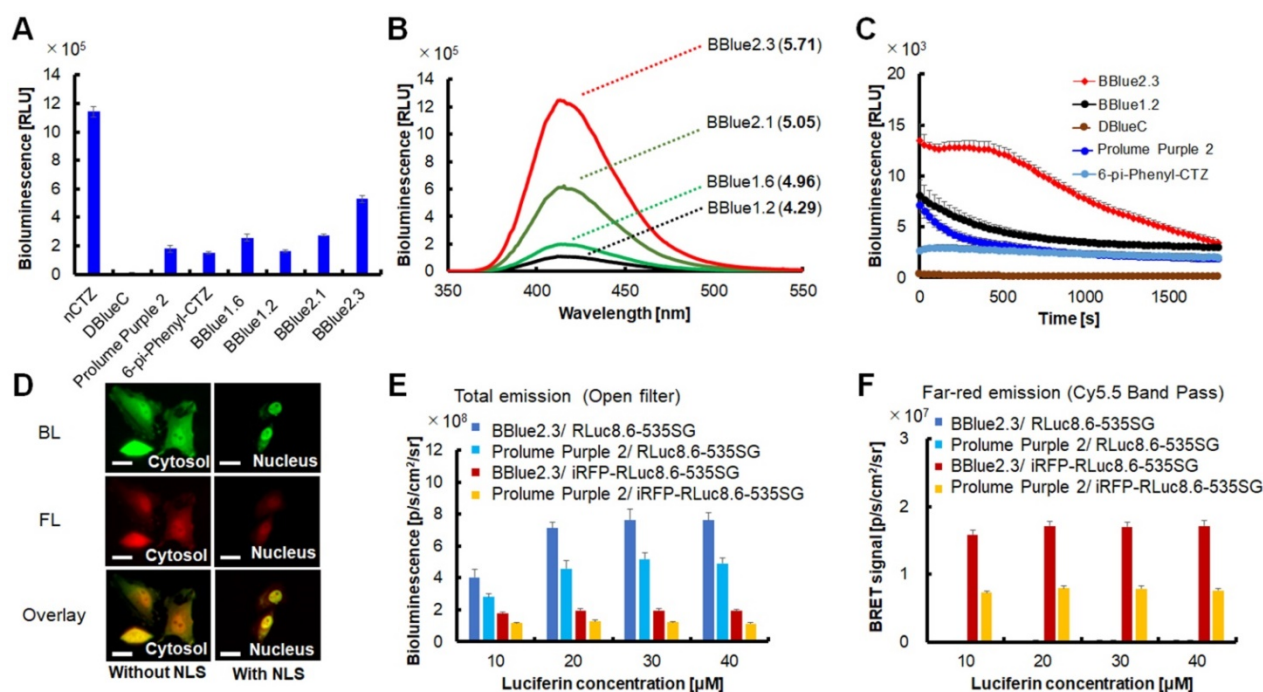 A
× 10⁵
Bioluminescence [RLU]
14
12
10
8
6
4
2
0
nCTZ
DBlueC
Prolume Purple 2
6-pi-Phenyl-CTZ
BBlue1.6
BBlue1.2
BBlue2.1
BBlue2.3
B
× 10⁵
Bioluminescence [RLU]
14
12
10
8
6
4
2
0
350
400
450
500
550
Wavelength [nm]
BBlue2.3 (5.71)
BBlue2.1 (5.05)
BBlue1.6 (4.96)
BBlue1.2 (4.29)
C
× 10³
Bioluminescence [RLU]
20
15
10
5
0
0
500
1000
1500
Time [s]
BBlue2.3
BBlue1.2
DBlueC
Prolume Purple 2
6-pi-Phenyl-CTZ
D
BL
Cytosol
Nucleus
FL
Cytosol
Nucleus
Overlay
Cytosol
Nucleus
Without NLS
With NLS
E
Total emission (Open filter)
× 10⁸
Bioluminescence [p/s/cm²/sr]
12
10
8
6
4
2
0
BBlue2.3/ RLuc8.6-535SG
Prolume Purple 2/ RLuc8.6-535SG
BBlue2.3/ iRFP-RLuc8.6-535SG
Prolume Purple 2/ iRFP-RLuc8.6-535SG
10
20
30
40
Luciferin concentration [μM]
F
Far-red emission (Cy5.5 Band Pass)
× 10⁷
BRET signal [p/s/cm²/sr]
3
2
1
0
BBlue2.3/ RLuc8.6-535SG
Prolume Purple 2/ RLuc8.6-535SG
BBlue2.3/ iRFP-RLuc8.6-535SG
Prolume Purple 2/ iRFP-RLuc8.6-535SG
10
20
30
40
Luciferin concentration [μM]